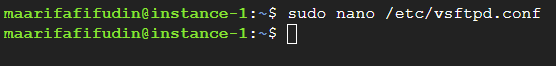 maarifafifudin@instance-1:~$ sudo nano /etc/vsftpd.conf
maarifafifudin@instance-1:~$